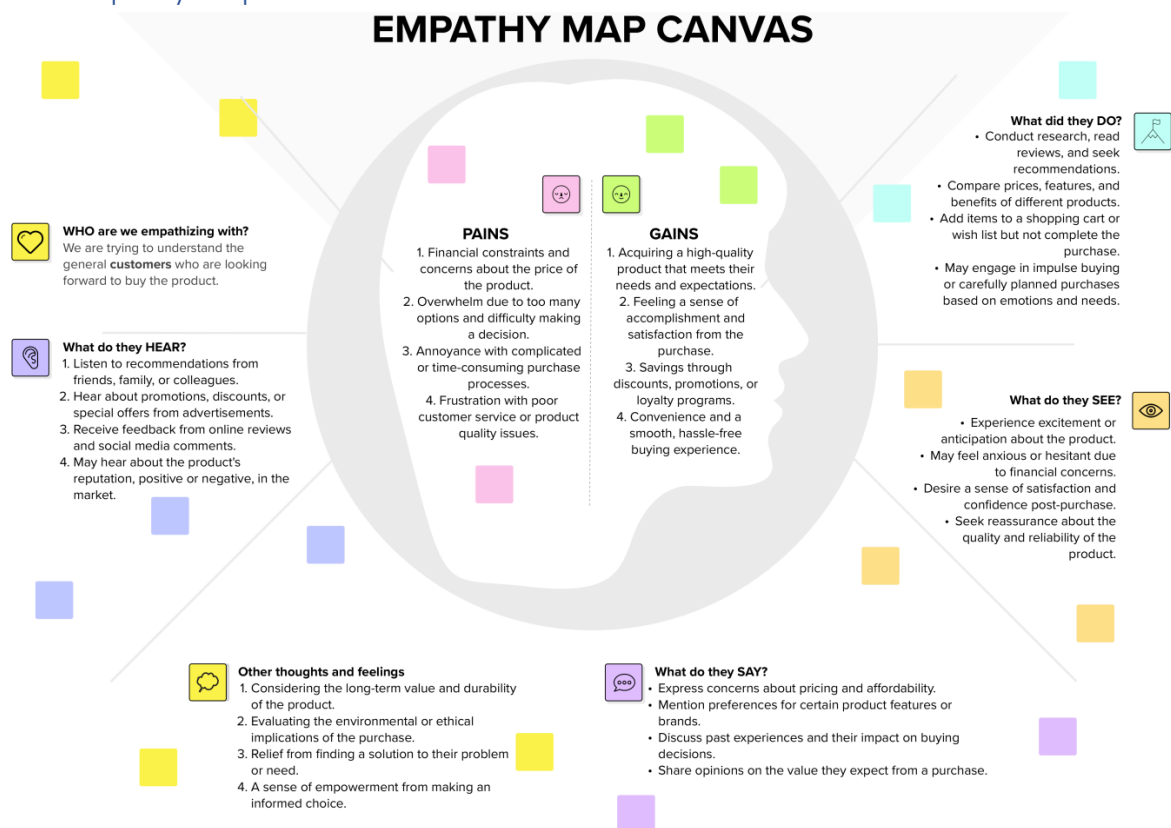 EMPATHY MAP CANVAS
WHO are we empathizing with?
We are trying to understand the
general customers who are looking
forward to buy the product.
What do they HEAR?
1. Listen to recommendations from
friends, family, or colleagues.
2. Hear about promotions, discounts, or
special offers from advertisements.
3. Receive feedback from online reviews
and social media comments.
4. May hear about the product's
reputation, positive or negative, in the
market.
PAINS
1. Financial constraints and
concerns about the price of
the product.
2. Overwhelm due to too many
options and difficulty making
a decision.
3. Annoyance with complicated
or time-consuming purchase
processes.
4. Frustration with poor
customer service or product
quality issues.
GAINS
1. Acquiring a high-quality
product that meets their
needs and expectations.
2. Feeling a sense of
accomplishment and
satisfaction from the
purchase.
3. Savings through
discounts, promotions, or
loyalty programs.
4. Convenience and a
smooth, hassle-free
buying experience.
What did they DO?
• Conduct research, read
reviews, and seek
recommendations.
• Compare prices, features, and
benefits of different products.
• Add items to a shopping cart or
wish list but not complete the
purchase.
• May engage in impulse buying
or carefully planned purchases
based on emotions and needs.
What do they SEE?
• Experience excitement or
anticipation about the product.
• May feel anxious or hesitant due
to financial concerns.
• Desire a sense of satisfaction and
confidence post-purchase.
• Seek reassurance about the
quality and reliability of the
product.
Other thoughts and feelings
1. Considering the long-term value and durability
of the product.
2. Evaluating the environmental or ethical
implications of the purchase.
3. Relief from finding a solution to their problem
or need.
4. A sense of empowerment from making an
informed choice.
What do they SAY?
• Express concerns about pricing and affordability.
• Mention preferences for certain product features or
brands.
• Discuss past experiences and their impact on buying
decisions.
• Share opinions on the value they expect from a purchase.